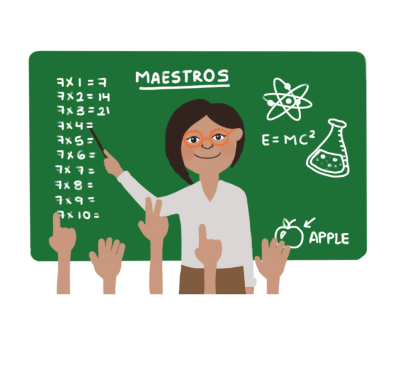 MAESTROS
7X1=7
7X2=14
7X3=21
7X4=
7X5=
7X6=
7X7=
7X8=
7X9=
7X10=
E=MC²
APPLE